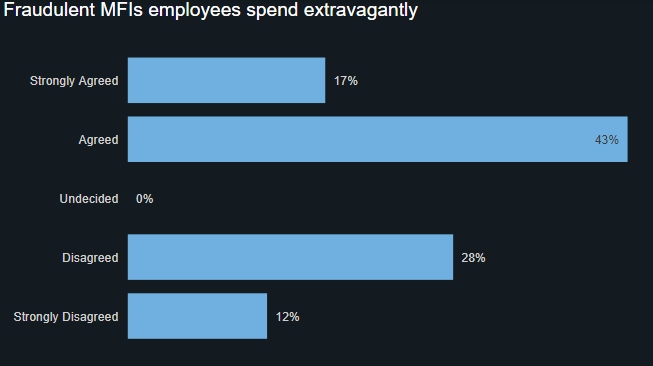 Fraudulent MFIs employees spend extravagantly
Strongly Agreed 17%
Agreed 43%
Undecided 0%
Disagreed 28%
Strongly Disagreed 12%